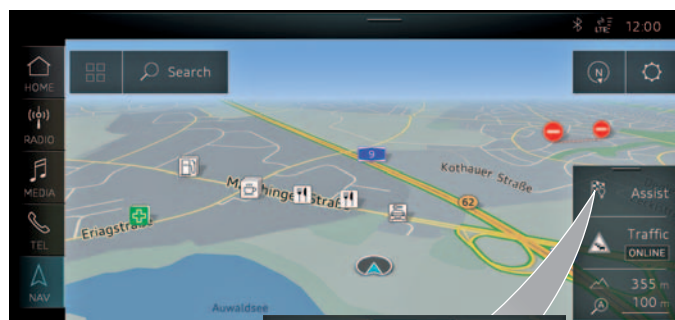 LTE 12:00
HOME
Search
N
RADIO
9
MEDIA
Kothauer Straße
62
Assist
TEL
Eriagstraße
Traffic
ONLINE
NAV
355 m
A 100 m
Auwaldsee